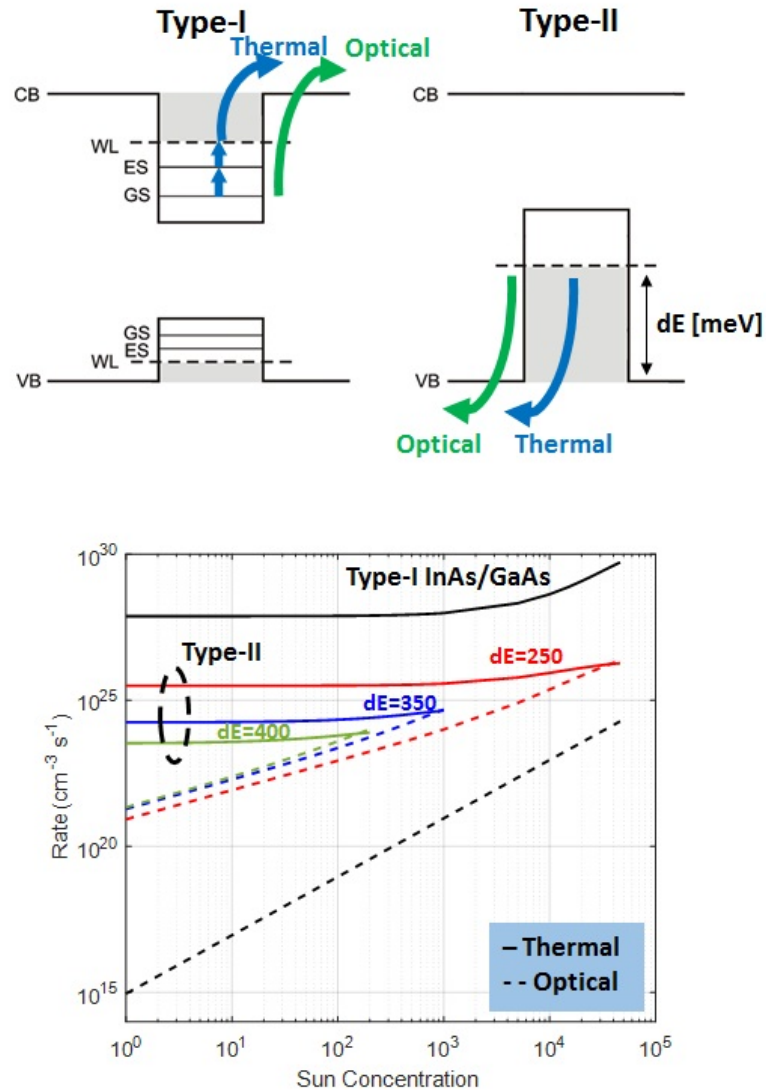 Type-I
Type-II
Thermal
Optical
CB
CB
WL
ES
GS
GS
ES
WL
VB
VB
dE [meV]
Optical
Thermal
10^30
10^25
10^20
10^15
Rate (cm^-3 s^-1)
Type-I InAs/GaAs
Type-II
dE=250
dE=350
dE=400
– Thermal
- - Optical
10^0
10^1
10^2
10^3
10^4
10^5
Sun Concentration